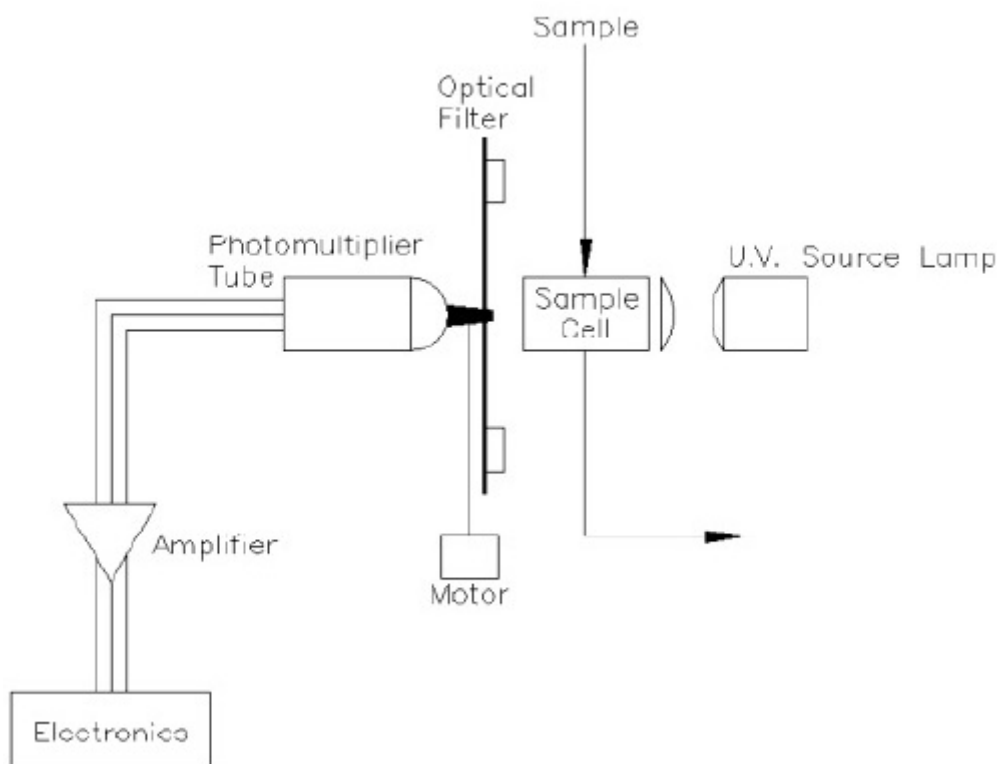 Sample
Optical
Filter
Photomultiplier
Tube
U.V. Source Lamp
Sample
Cell
Amplifier
Motor
Electronics